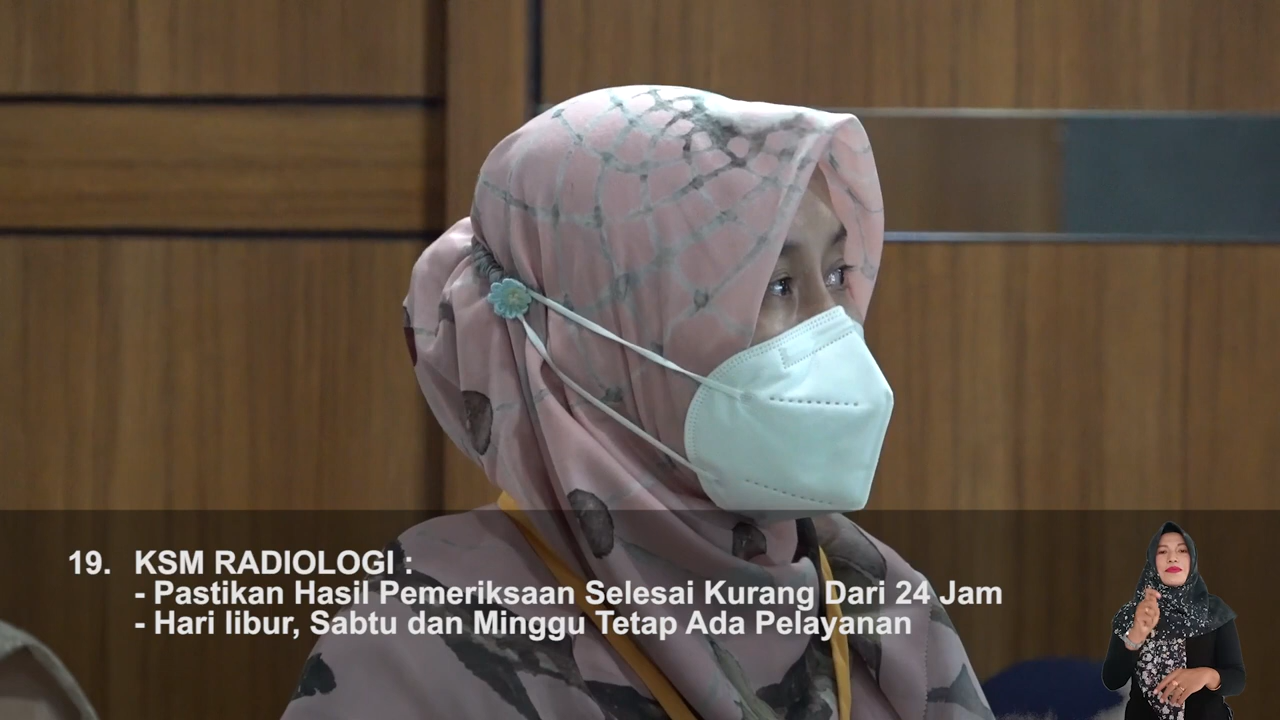 19. KSM RADIOLOGI :
- Pastikan Hasil Pemeriksaan Selesai Kurang Dari 24 Jam
- Hari libur, Sabtu dan Minggu Tetap Ada Pelayanan